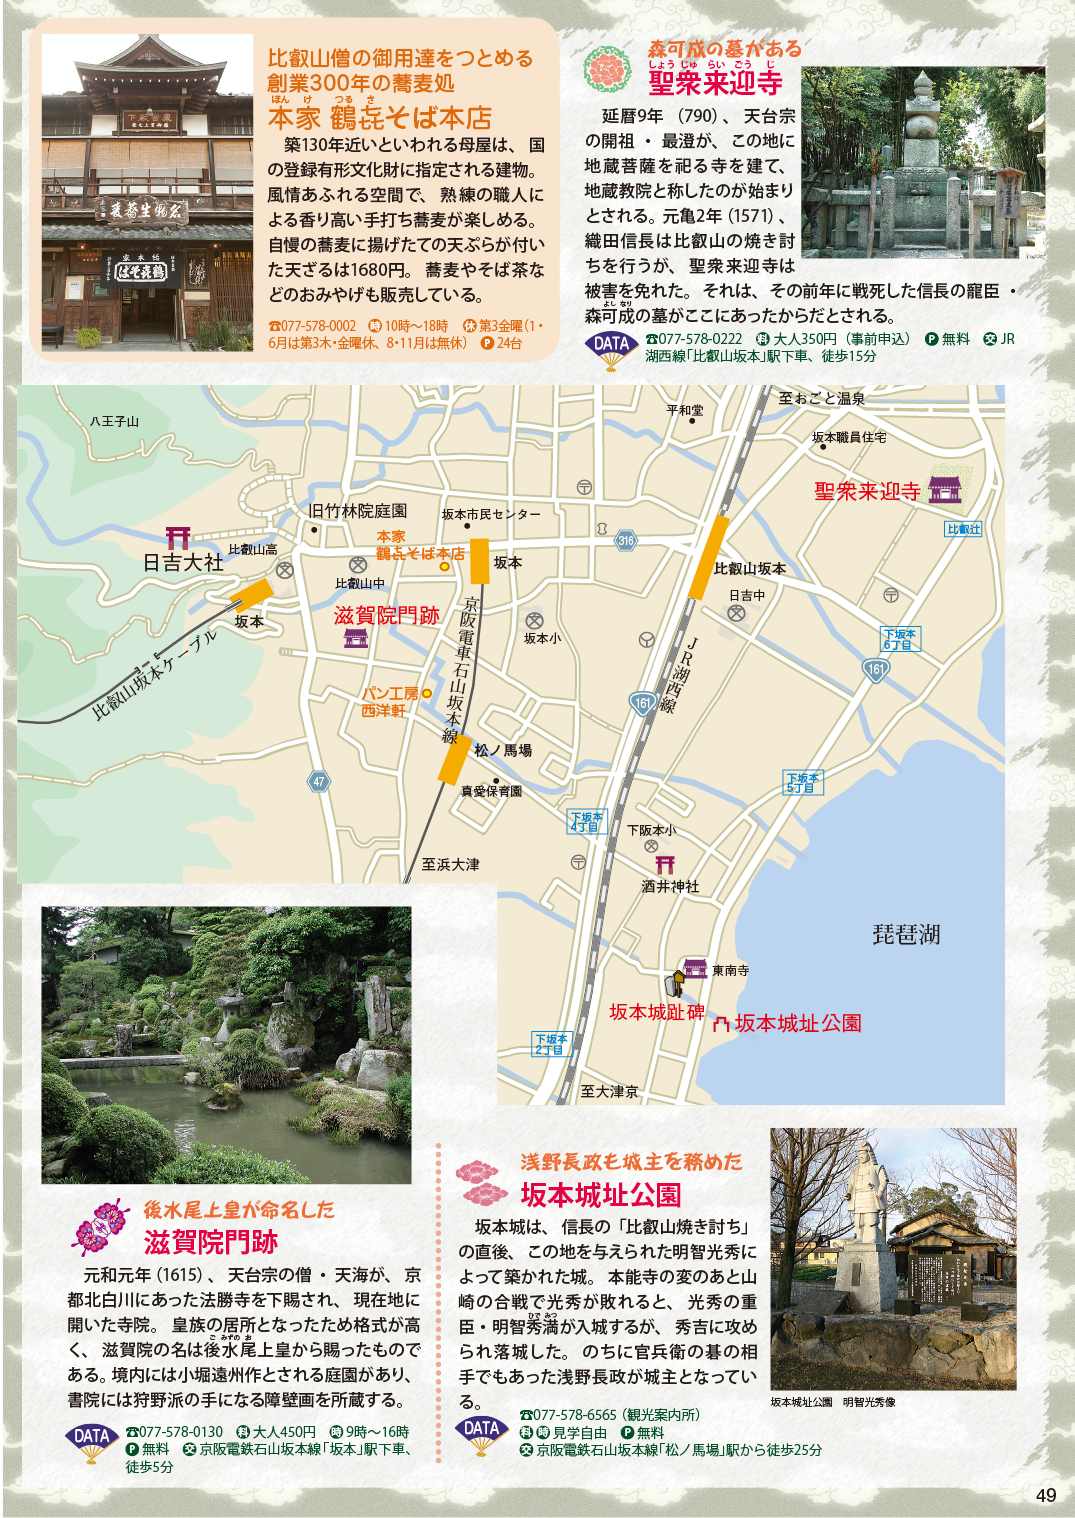 比叡山僧の御用達をつとめる
創業300年の蕎麦処
ほん け つる き
本家 鶴㐂そば本店
築130年近いといわれる母屋は、国
の登録有形文化財に指定される建物。
風情あふれる空間で、熟練の職人に
よる香り高い手打ち蕎麦が楽しめる。
自慢の蕎麦に揚げたての天ぷらが付い
た天ざるは1680円。蕎麦やそば茶な
どのおみやげも販売している。
☎077-578-0002 時 10時〜18時 休 第3金曜（1・
6月は第3木・金曜休、8・11月は無休） P 24台
森可成の墓がある
しょう じゅ らい ごう じ
聖衆来迎寺
延暦9年（790）、天台宗
の開祖・最澄が、この地に
地蔵菩薩を祀る寺を建て、
地蔵教院と称したのが始まり
とされる。元亀2年（1571）、
織田信長は比叡山の焼き討
ちを行うが、聖衆来迎寺は
被害を免れた。それは、その前年に戦死した信長の寵臣・
よし なり
森可成の墓がここにあったからだとされる。
DATA
☎077-578-0222 料 大人350円（事前申込） P 無料 交 JR
湖西線「比叡山坂本」駅下車、徒歩15分
名物生蕎麦
鶴㐂そば
八王子山
平和堂
至おごと温泉
坂本職員住宅
聖衆来迎寺
比叡辻
旧竹林院庭園
坂本市民センター
本家
鶴㐂そば本店
316
日吉大社
比叡山高
坂本
比叡山中
比叡山坂本
日吉中
坂本
滋賀院門跡
坂本小
下坂本
6丁目
161
比叡山坂本ケーブル
京阪電車石山坂本線
JR湖西線
パン工房
西洋軒
161
松ノ馬場
47
真愛保育園
下坂本
5丁目
下坂本
4丁目
下阪本小
至浜大津
酒井神社
琵琶湖
東南寺
坂本城趾碑
坂本城址公園
下坂本
2丁目
至大津京
後水尾上皇が命名した
滋賀院門跡
元和元年（1615）、天台宗の僧・天海が、京
都北白川にあった法勝寺を下賜され、現在地に
開いた寺院。皇族の居所となったため格式が高
ご みずの お
く、滋賀院の名は後水尾上皇から賜ったもので
ある。境内には小堀遠州作とされる庭園があり、
書院には狩野派の手になる障壁画を所蔵する。
DATA
☎077-578-0130 料 大人450円 時 9時〜16時
P 無料 交 京阪電鉄石山坂本線「坂本」駅下車、
徒歩5分
浅野長政も城主を務めた
坂本城址公園
坂本城は、信長の「比叡山焼き討ち」
の直後、この地を与えられた明智光秀に
よって築かれた城。本能寺の変のあと山
崎の合戦で光秀が敗れると、光秀の重
ひで みつ
臣・明智秀満が入城するが、秀吉に攻め
られ落城した。のちに官兵衛の碁の相
手でもあった浅野長政が城主となってい
る。
DATA
☎077-578-6565（観光案内所）
料 時 見学自由 P 無料
交 京阪電鉄石山坂本線「松ノ馬場」駅から徒歩25分
坂本城址公園 明智光秀像
49